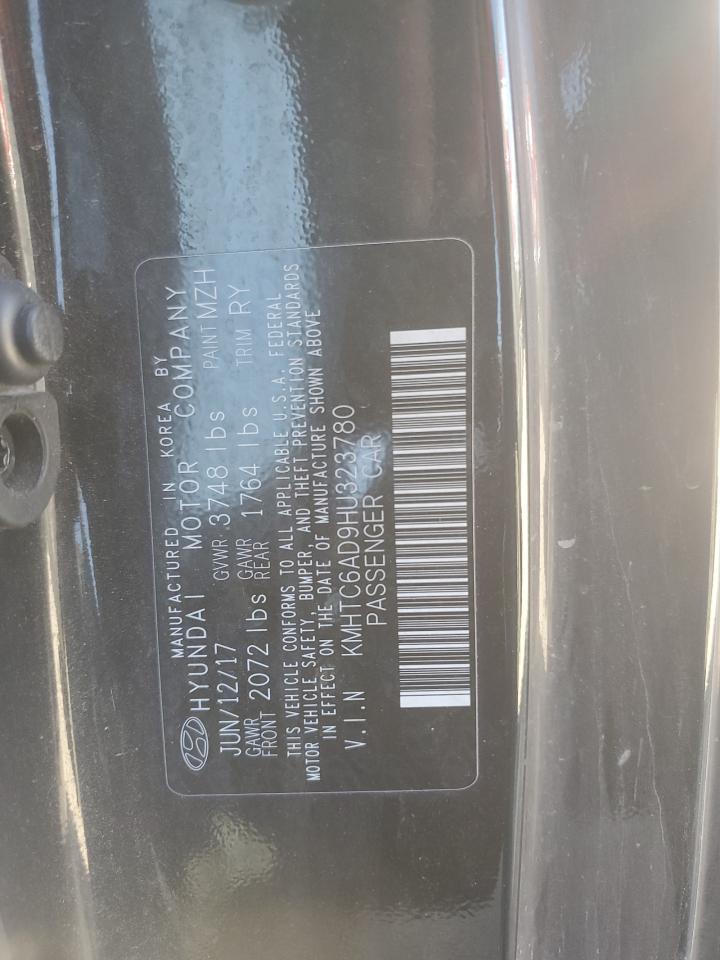 MANUFACTURED IN KOREA BY
HYUNDAI MOTOR COMPANY
JUN/12/17 GVWR 3748 lbs PAINT MZH
GAWR FRONT 2072 lbs GAWR REAR 1764 lbs TRIM RY
THIS VEHICLE CONFORMS TO ALL APPLICABLE U.S.A. FEDERAL
MOTOR VEHICLE SAFETY, BUMPER, AND THEFT PREVENTION STANDARDS
IN EFFECT ON THE DATE OF MANUFACTURE SHOWN ABOVE
V.I.N KMHTC6AD9HU323780
PASSENGER CAR